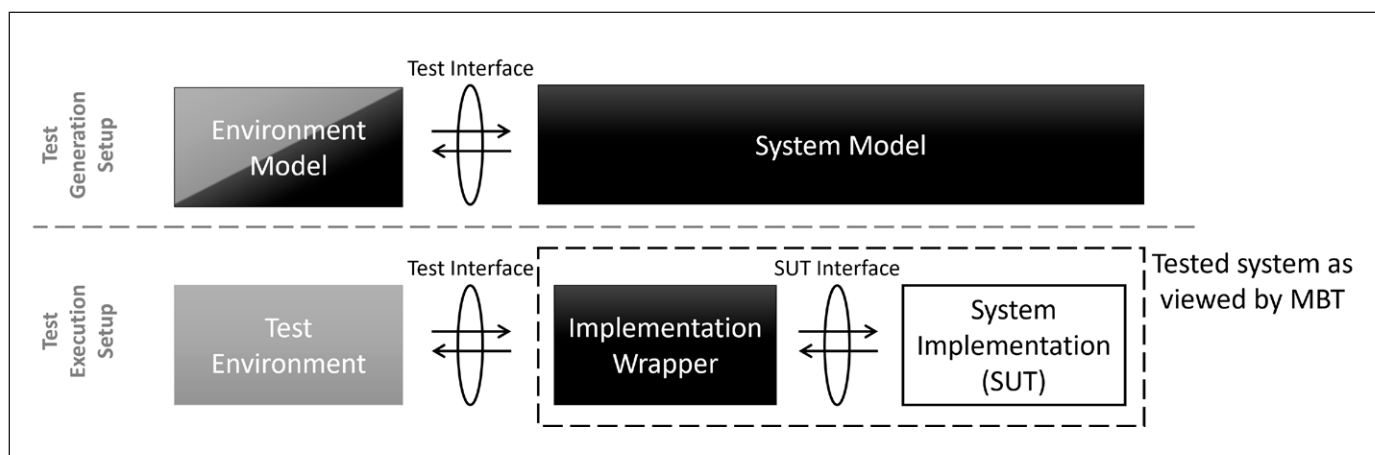 Test
Generation
Setup
Environment
Model
Test Interface
System Model
Test
Execution
Setup
Test
Environment
Test Interface
Implementation
Wrapper
SUT Interface
System
Implementation
(SUT)
Tested system as
viewed by MBT